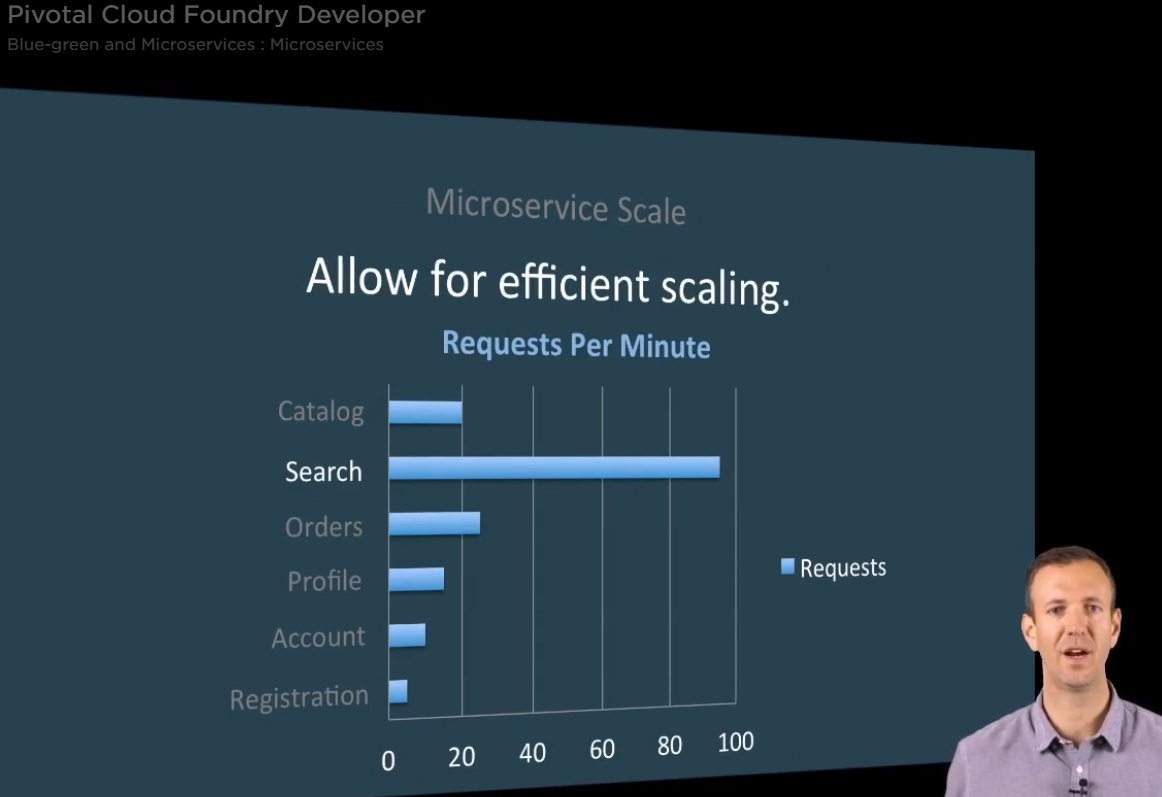 Pivotal Cloud Foundry Developer
Blue-green and Microservices : Microservices
Microservice Scale
Allow for efficient scaling.
Requests Per Minute
Catalog
Search
Orders
Profile
Account
Registration
0 20 40 60 80 100
Requests